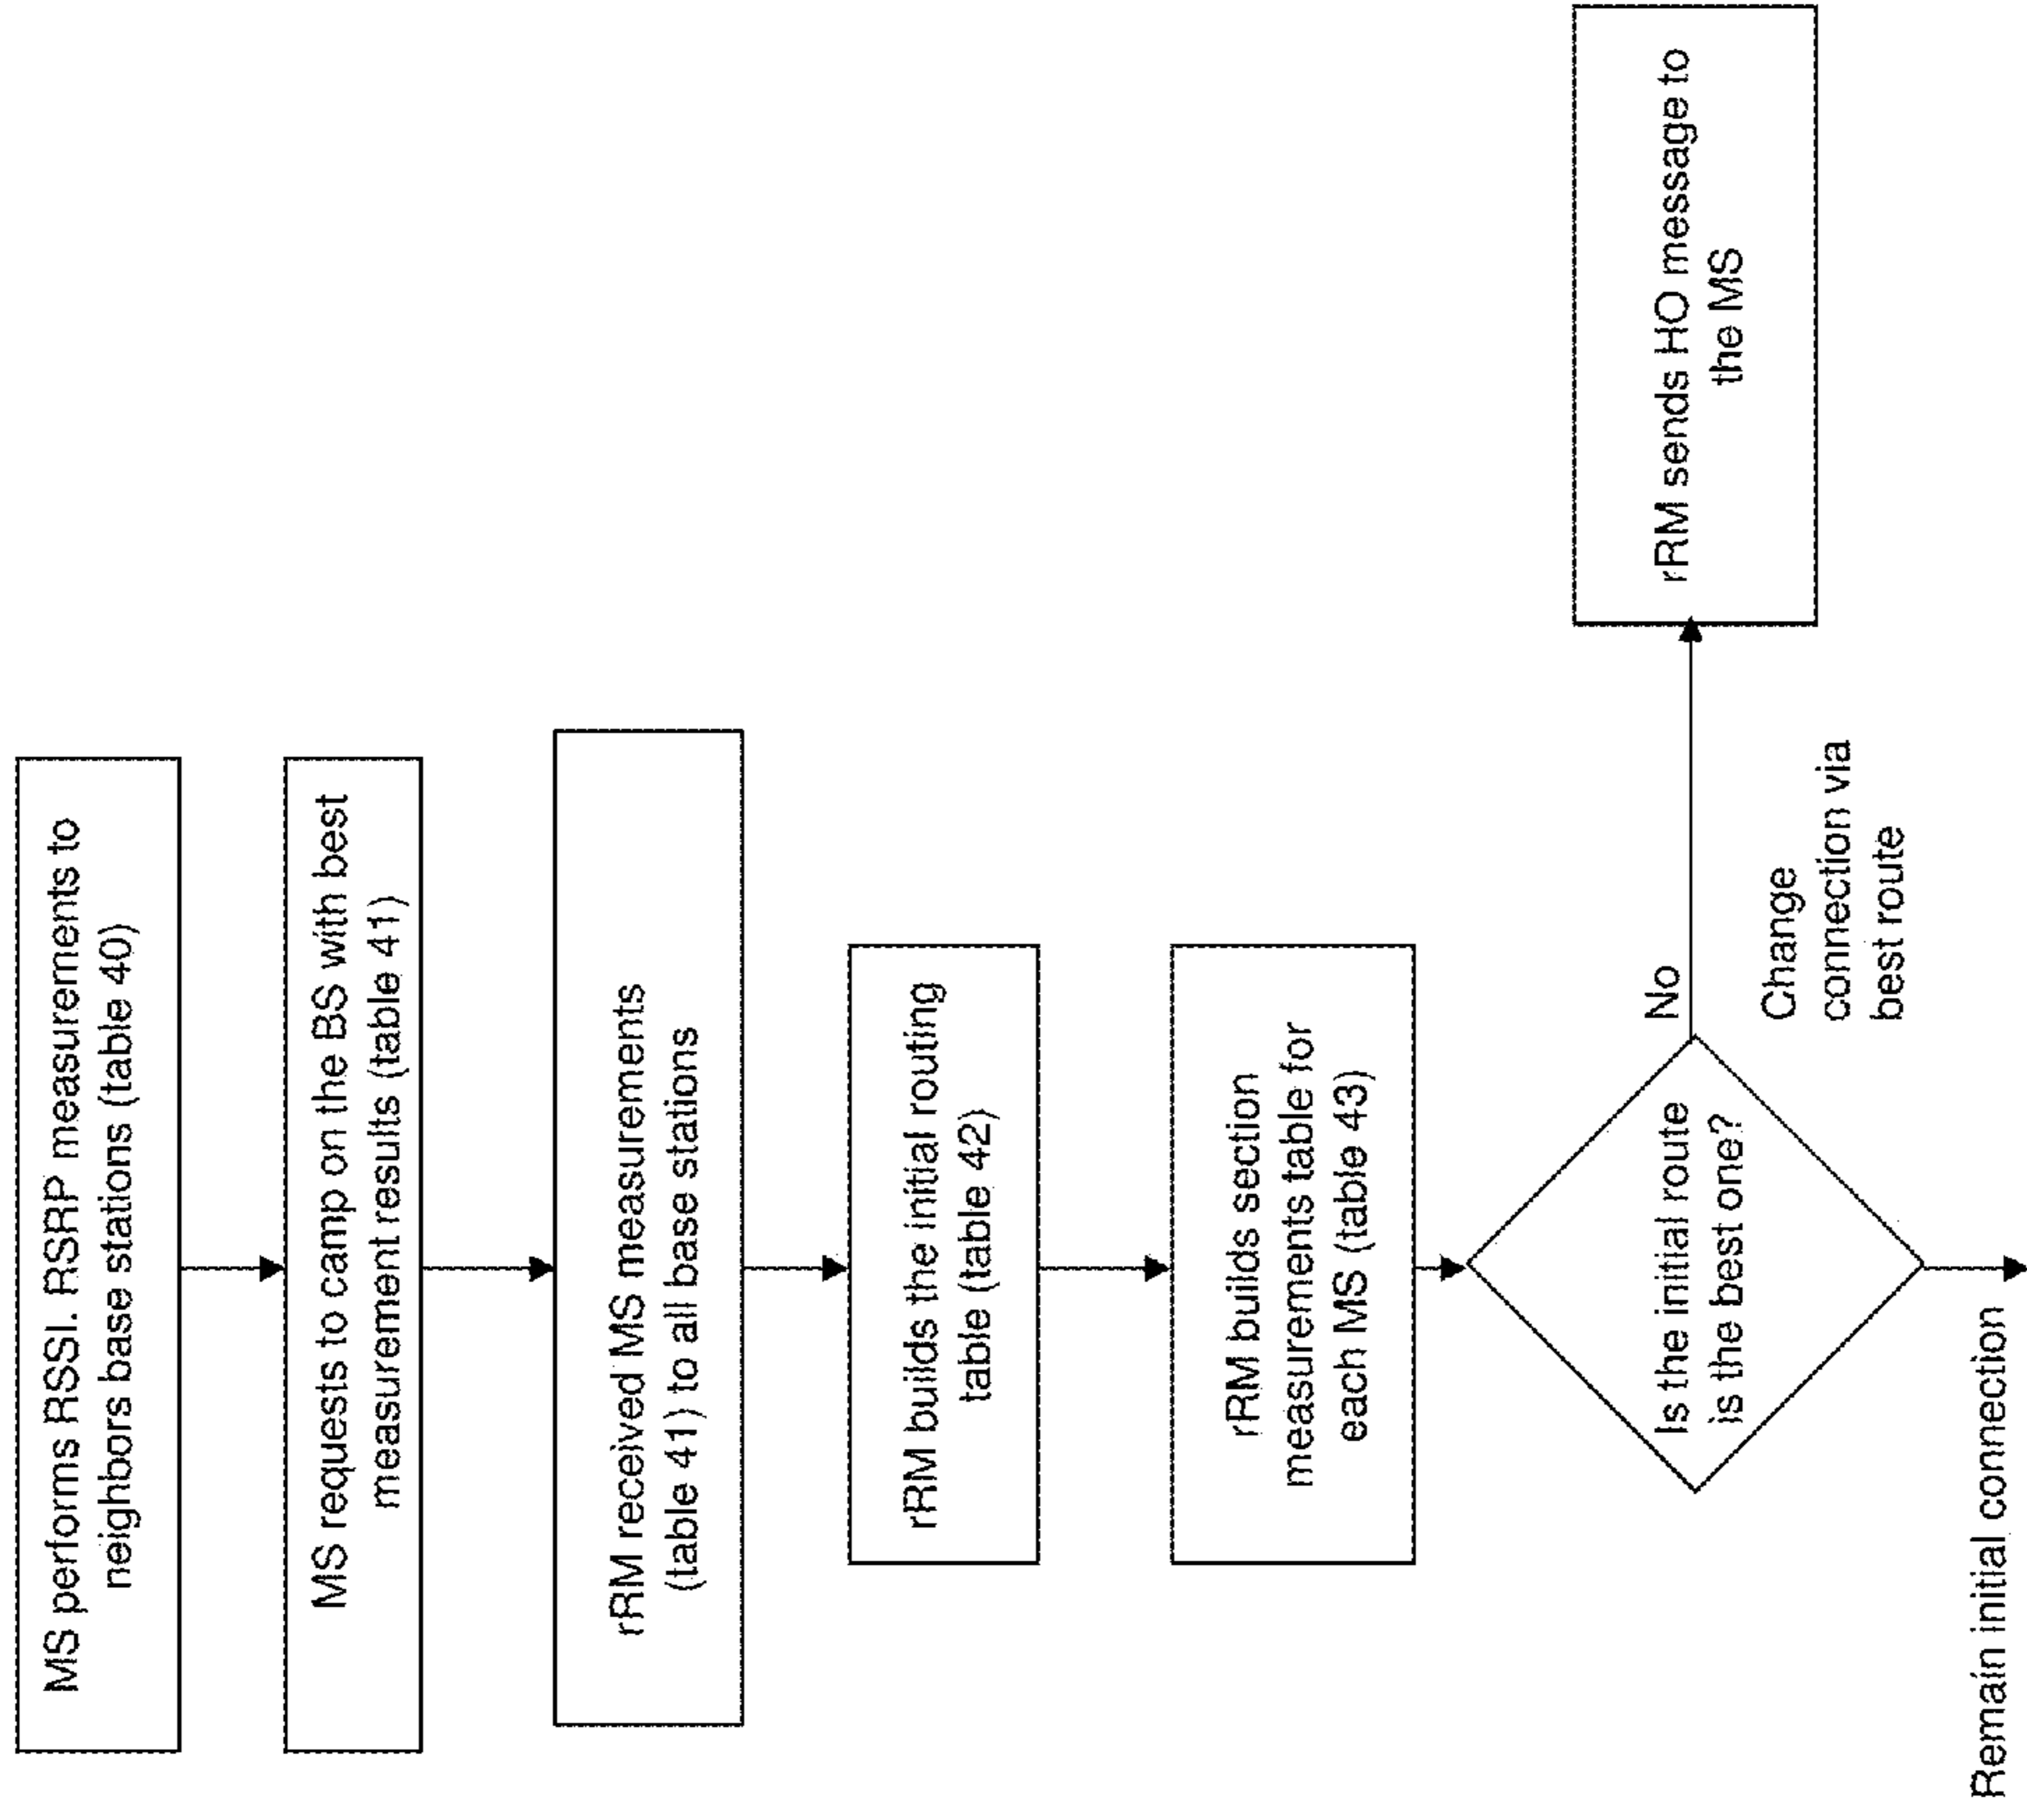 MS performs RSSI. RSRP measurements to
neighbors base stations (table 40)
MS requests to camp on the BS with best
measurement results (table 41)
rRM received MS measurements
(table 41) to all base stations
rRM builds the initial routing
table (table 42)
rRM builds section
measurements table for
each MS (table 43)
Is the initial route
is the best one?
No
Change
connection via
best route
rRM sends HO message to
the MS
Remain initial connection